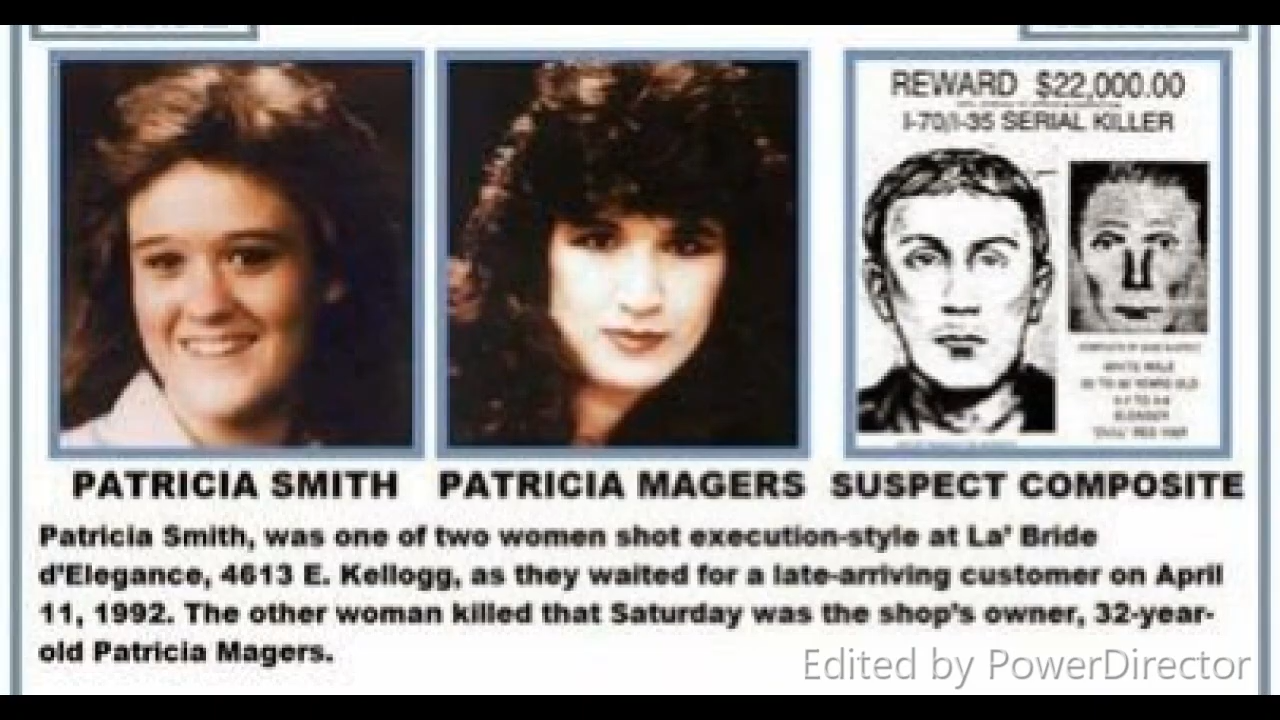 REWARD $22,000.00
I-70/I-35 SERIAL KILLER
WHITE MALE
PATRICIA SMITH
PATRICIA MAGERS
SUSPECT COMPOSITE
Patricia Smith, was one of two women shot execution-style at La' Bride
d'Elegance, 4613 E. Kellogg, as they waited for a late-arriving customer on April
11, 1992. The other woman killed that Saturday was the shop's owner, 32-year-
old Patricia Magers.
Edited by PowerDirector